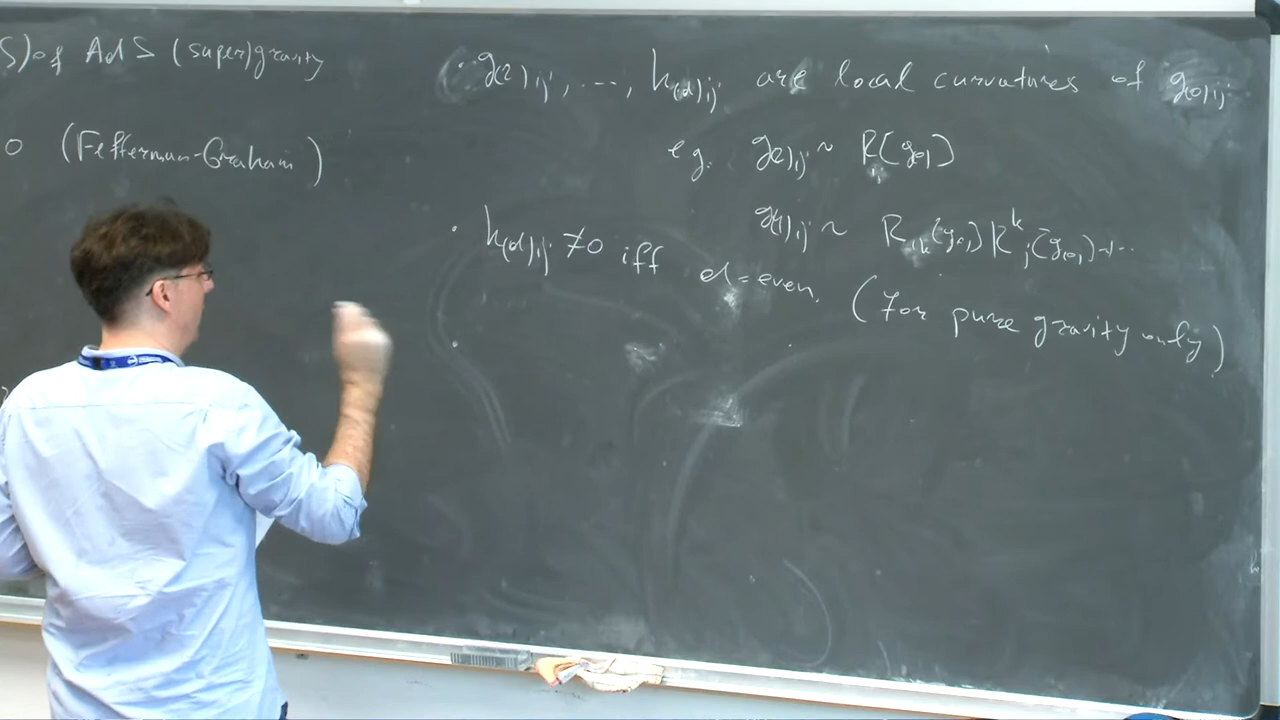 S) of AdS (super)gravity
0 (Fefferman-Graham)
· g(2)ij, ..., h(d)ij are local curvatures of g(0)ij
e.g. g(2)ij ~ R[g(0)]
g(4)ij ~ Rik[g(0)] R^k_j[g(0)] + ...
· h(d)ij ≠ 0 iff d = even. (for pure gravity only)